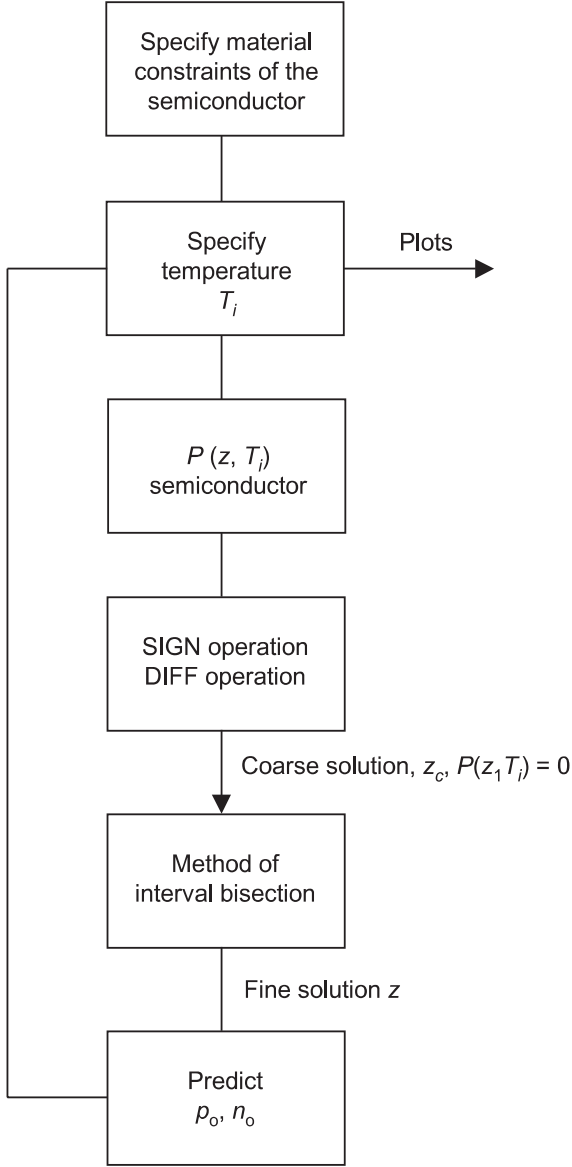 Specify material
constraints of the
semiconductor
Specify
temperature
T_i
Plots
P (z, T_i)
semiconductor
SIGN operation
DIFF operation
Coarse solution, z_c, P(z_1T_i) = 0
Method of
interval bisection
Fine solution z
Predict
p_o, n_o